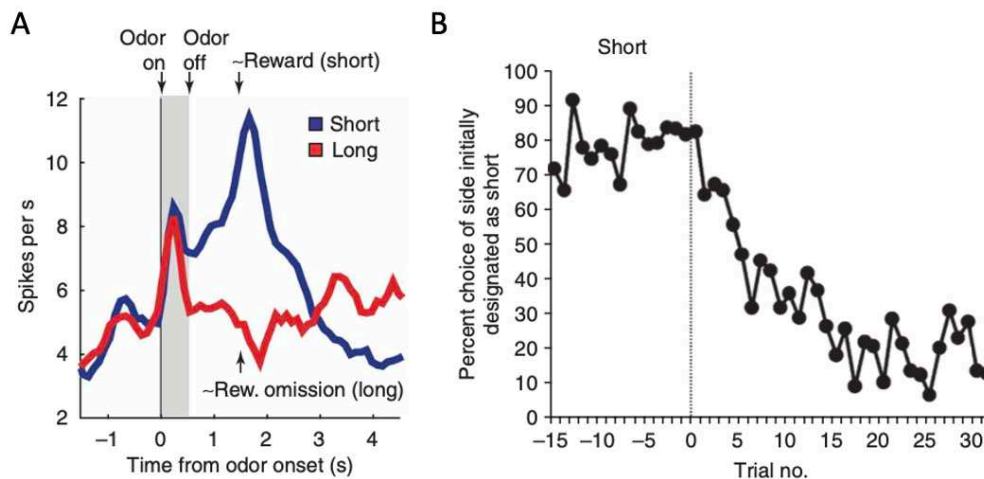 A
Odor Odor
on off
~Reward (short)
12
10
8
6
4
2
Spikes per s
Short
Long
~Rew. omission (long)
–1 0 1 2 3 4
Time from odor onset (s)
B
Short
100
90
80
70
60
50
40
30
20
10
0
Percent choice of side initially
designated as short
–15 –10 –5 0 5 10 15 20 25 30
Trial no.